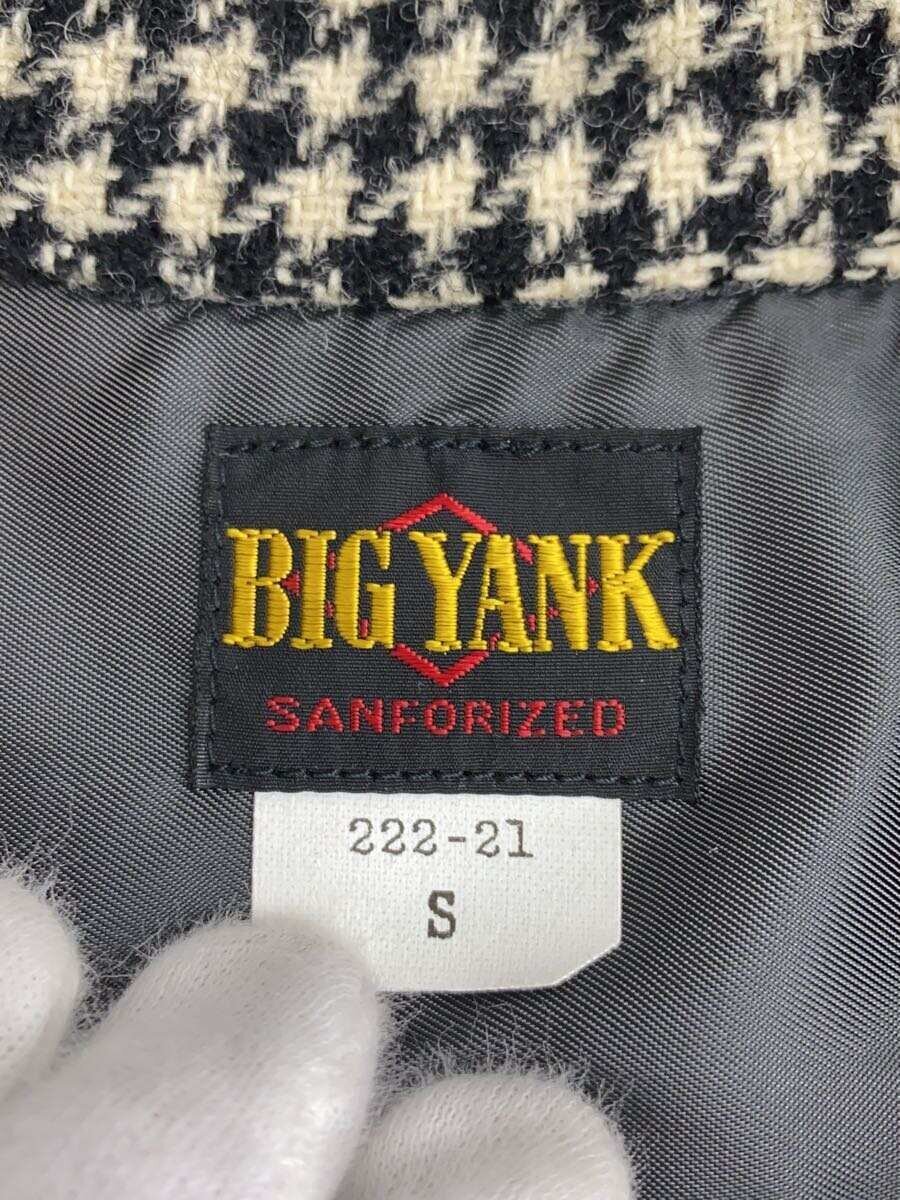 BIG YANK
SANFORIZED
222-21
S